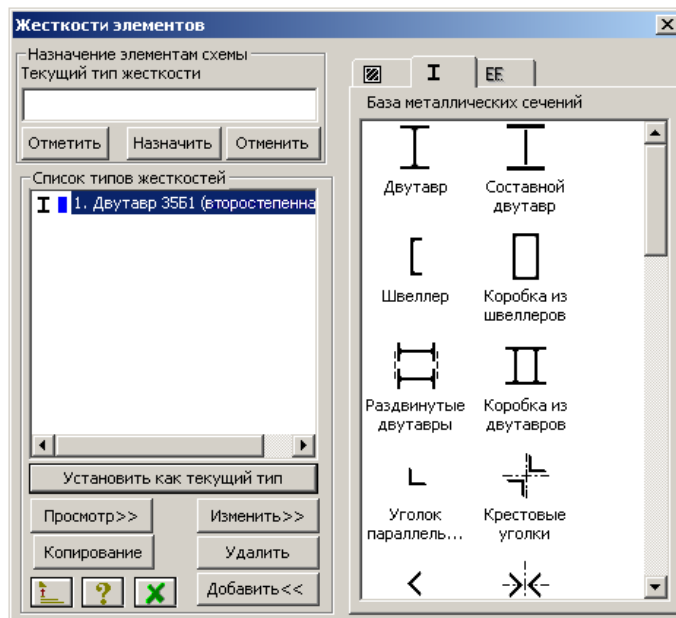 Жесткости элементов
Назначение элементам схемы
Текущий тип жесткости
Отметить
Назначить
Отменить
Список типов жесткостей
1. Двутавр 35Б1 (второстепенна
Установить как текущий тип
Просмотр>>
Изменить>>
Копирование
Удалить
Добавить<<
EE
База металлических сечений
Двутавр
Составной
двутавр
Швеллер
Коробка из
швеллеров
Раздвинутые
двутавры
Коробка из
двутавров
Уголок
параллель...
Крестовые
уголки